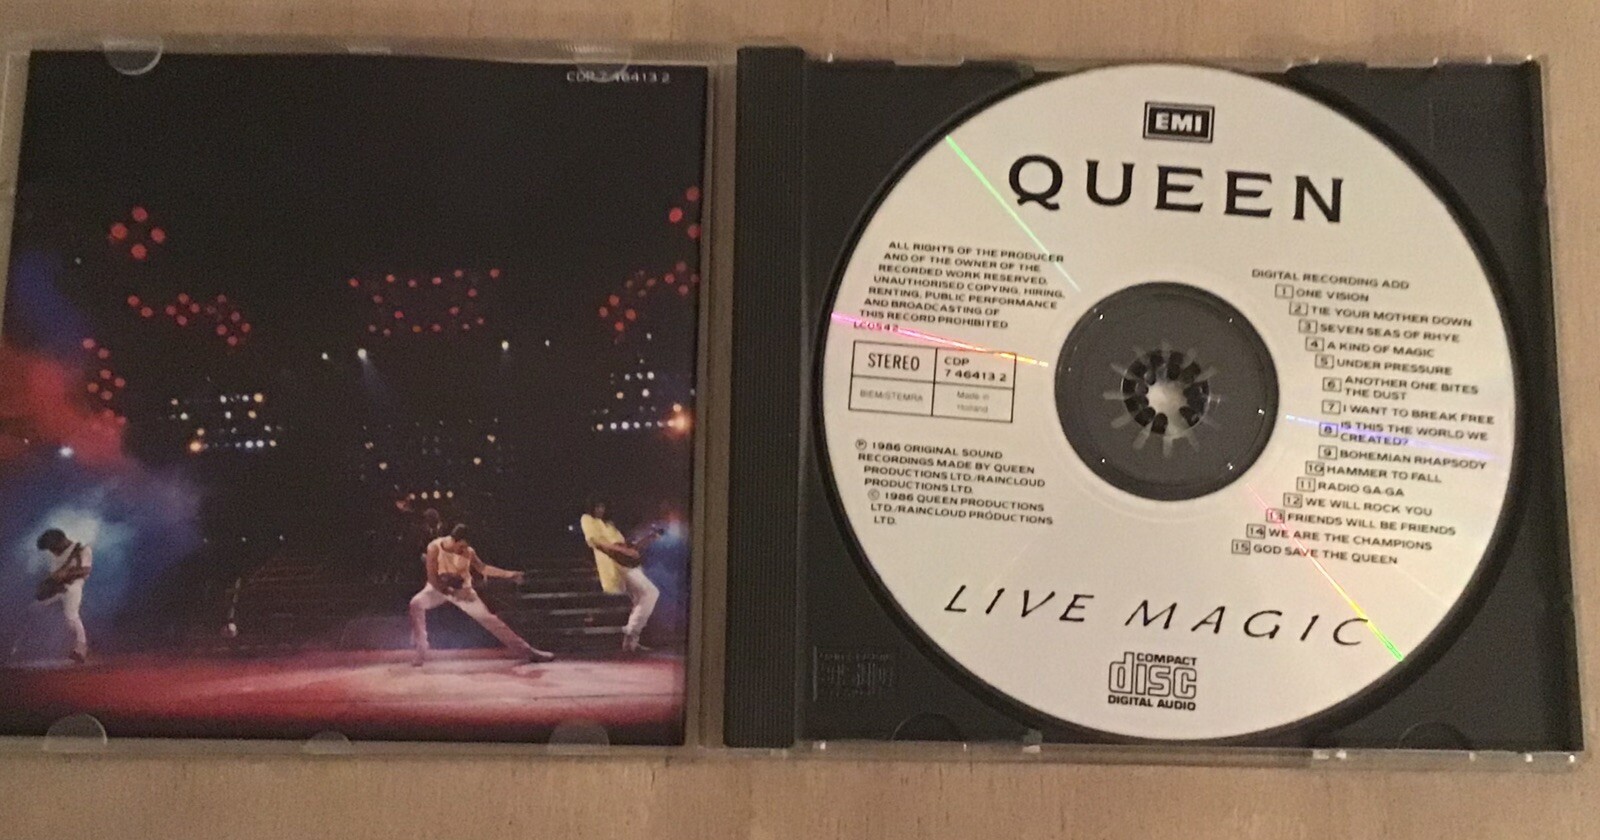 CDP 7 46413 2
EMI
QUEEN
ALL RIGHTS OF THE PRODUCER
AND OF THE OWNER OF THE
RECORDED WORK RESERVED.
UNAUTHORISED COPYING, HIRING,
RENTING, PUBLIC PERFORMANCE
AND BROADCASTING OF
THIS RECORD PROHIBITED
LC0542
STEREO
CDP
7 46413 2
BIEM/STEMRA
Made in
Holland
℗ 1986 ORIGINAL SOUND
RECORDINGS MADE BY QUEEN
PRODUCTIONS LTD./RAINCLOUD
PRODUCTIONS LTD.
© 1986 QUEEN PRODUCTIONS
LTD./RAINCLOUD PRODUCTIONS
LTD.
DIGITAL RECORDING ADD
1 ONE VISION
2 TIE YOUR MOTHER DOWN
3 SEVEN SEAS OF RHYE
4 A KIND OF MAGIC
5 UNDER PRESSURE
6 ANOTHER ONE BITES
THE DUST
7 I WANT TO BREAK FREE
8 IS THIS THE WORLD WE
CREATED?
9 BOHEMIAN RHAPSODY
10 HAMMER TO FALL
11 RADIO GA-GA
12 WE WILL ROCK YOU
13 FRIENDS WILL BE FRIENDS
14 WE ARE THE CHAMPIONS
15 GOD SAVE THE QUEEN
LIVE MAGIC
COMPACT
disc
DIGITAL AUDIO